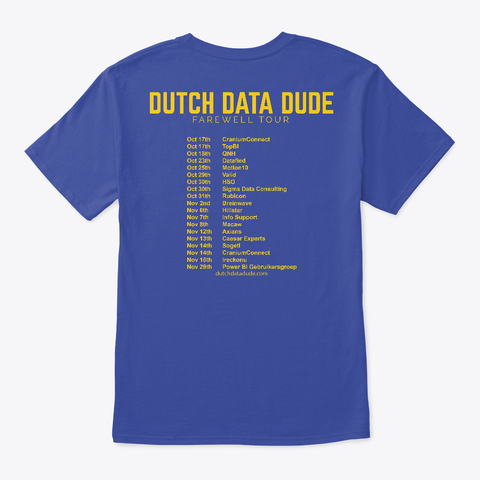 DUTCH DATA DUDE
FAREWELL TOUR
Oct 17th CraniumConnect
Oct 17th TopBI
Oct 18th QNH
Oct 23th Datafied
Oct 25th Motion10
Oct 29th Valid
Oct 30th HSO
Oct 30th Sigma Data Consulting
Oct 31th Rubicon
Nov 2nd Breinwave
Nov 6th Hillstar
Nov 7th Info Support
Nov 8th Macaw
Nov 12th Axians
Nov 13th Caesar Experts
Nov 14th Sogeti
Nov 14th CraniumConnect
Nov 16th Ireckonu
Nov 29th Power BI Gebruikersgroep
dutchdatadude.com